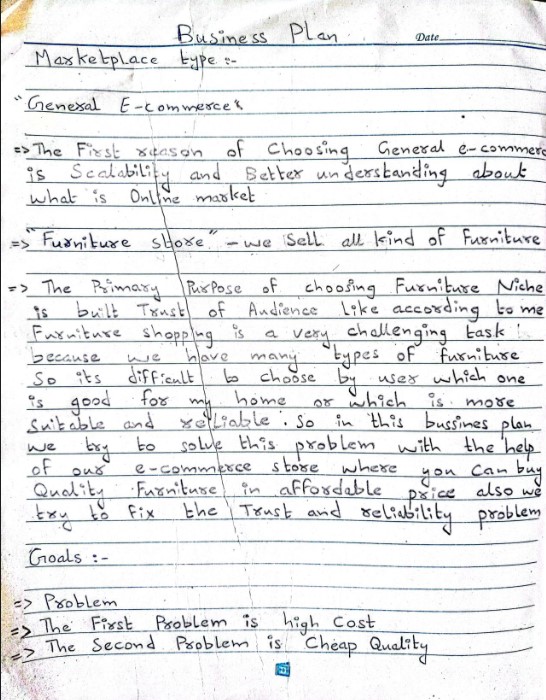 Business Plan
Date
Marketplace type :-
"General E-commerce"
=> The First reason of Choosing General e-commerc
is Scalability and Better understanding about
what is Online market
=> "Furniture store" - we Sell all kind of Furniture
=> The Primary Purpose of choosing Furniture Niche
is built Trust of Audience like according to me
Furniture shopping is a very challenging task
because we have many types of furniture
So its difficult to choose by user which one
is good for my home or which is more
Suitable and reliable. So in this bussines plan
we try to solve this problem with the help
of our e-commerce store where you can buy
Quality Furniture in affordable price also we
try to fix the Trust and reliability problem
Goals :-
=> Problem
=> The First Problem is high Cost
=> The Second Problem is Cheap Quality